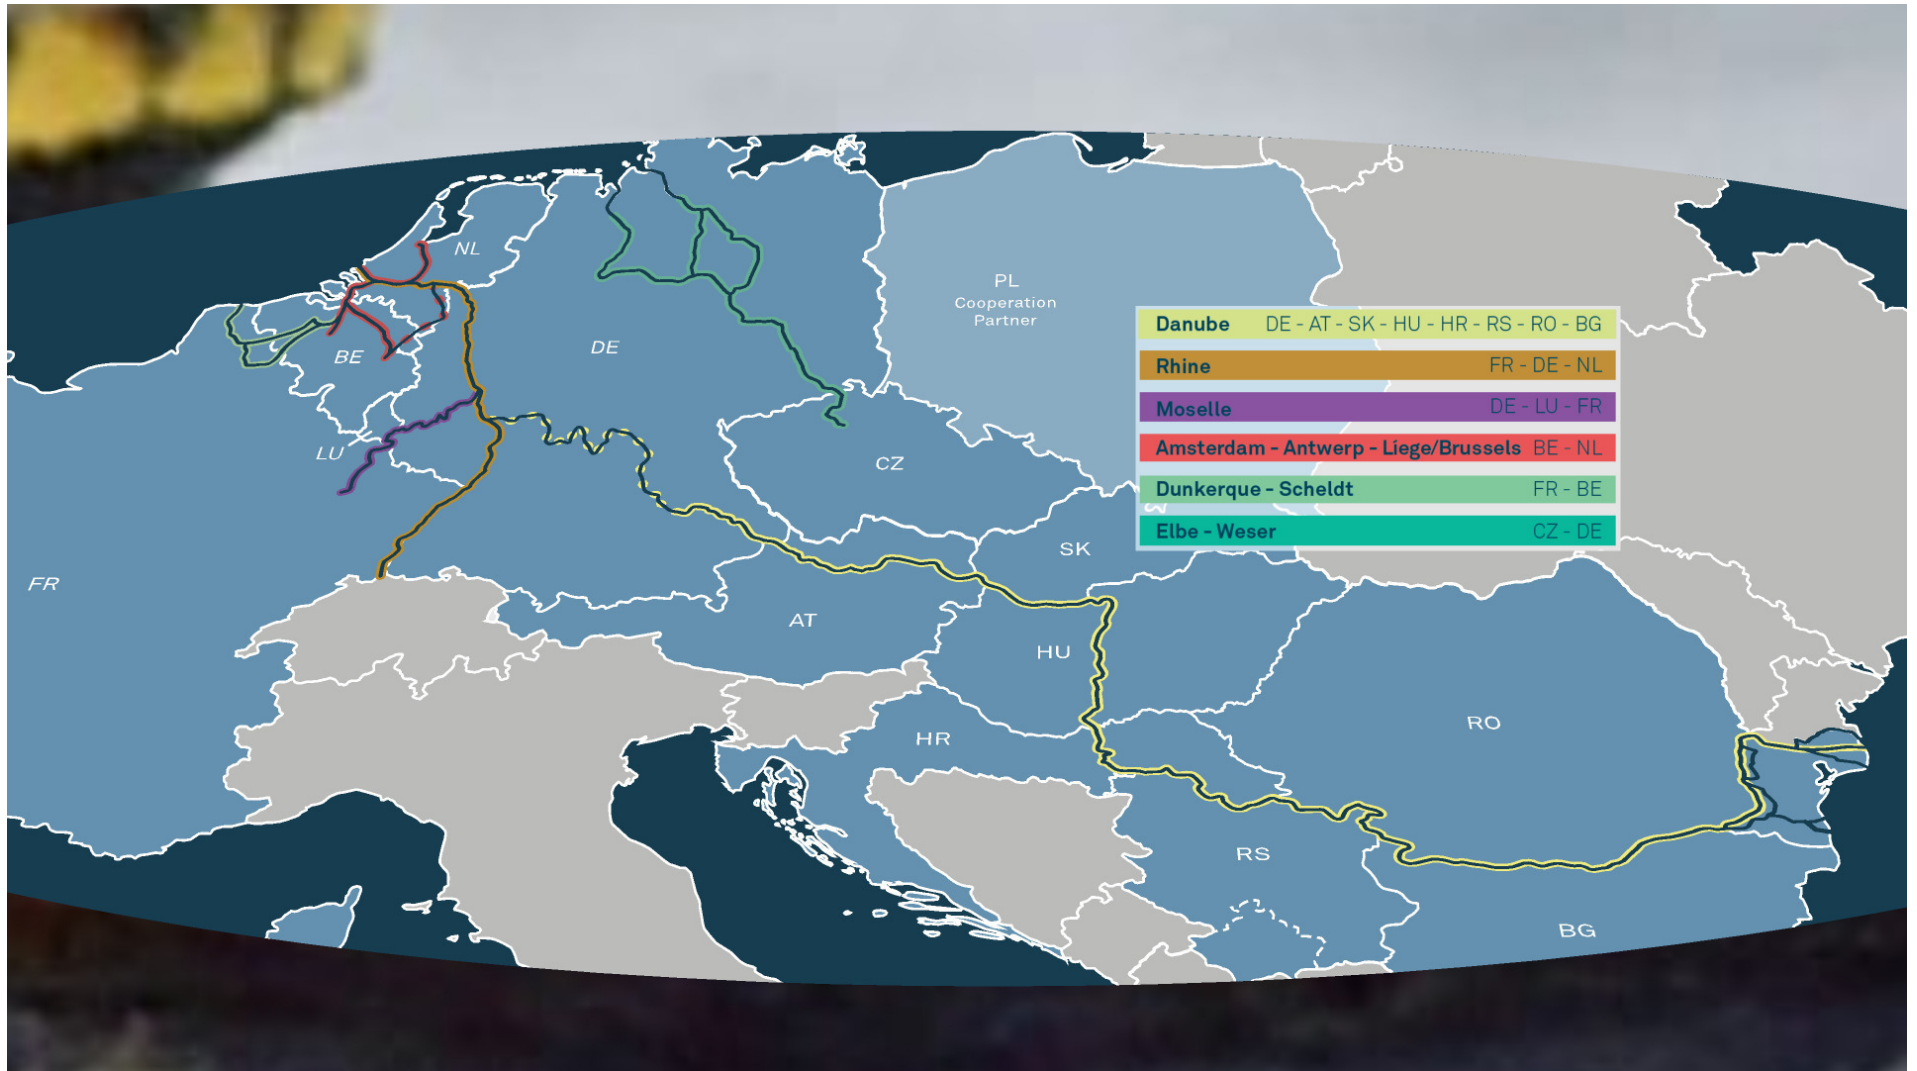 NL
PL
Cooperation
Partner
DE
BE
LU
CZ
FR
SK
AT
HU
HR
RO
RS
BG
Danube DE - AT - SK - HU - HR - RS - RO - BG
Rhine FR - DE - NL
Moselle DE - LU - FR
Amsterdam - Antwerp - Liege/Brussels BE - NL
Dunkerque - Scheldt FR - BE
Elbe - Weser CZ - DE